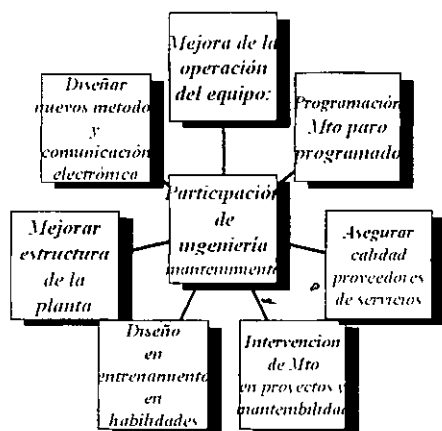 Mejora de la
operación
del equipo:
Programación
Mto paro
programado
Asegurar
calidad
proveedores
de servicios
Intervencion
de Mto
en proyectos y
mantenibilidad
Diseño
en
entrenamiento
en
habilidades
Mejorar
estructura
de la
planta
Diseñar
nuevos metodo
y
comunicación
electrónica
Participación
de
ingeniería
mantenimiento